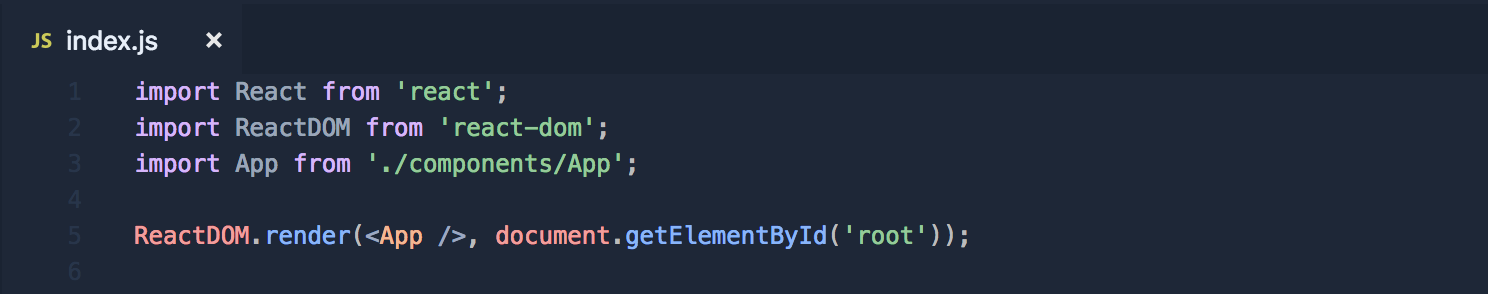 JS index.js ×
1 import React from 'react';
2 import ReactDOM from 'react-dom';
3 import App from './components/App';
4
5 ReactDOM.render(<App />, document.getElementById('root'));
6